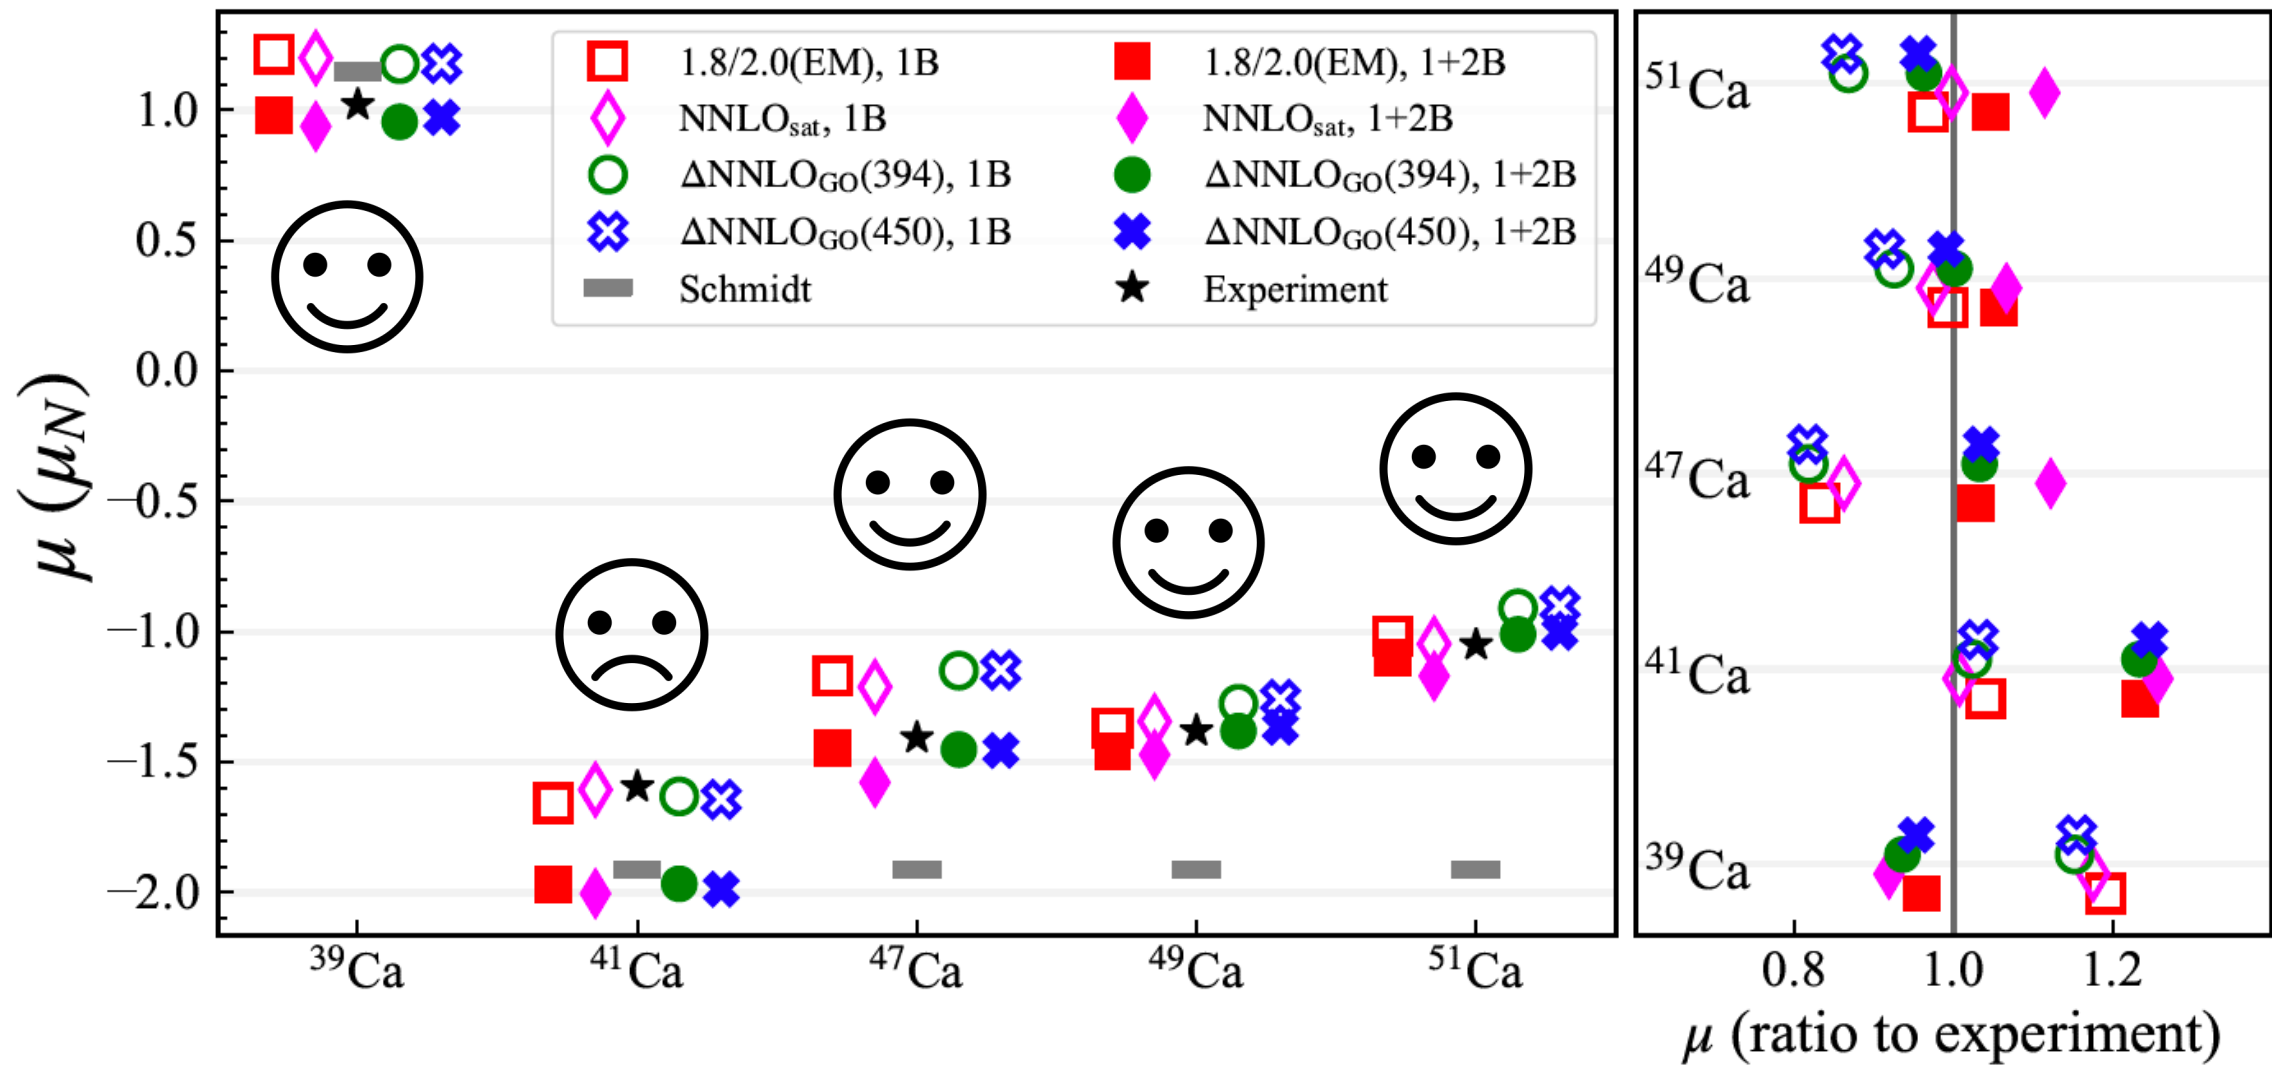 1.8/2.0(EM), 1B 1.8/2.0(EM), 1+2B
NNLOsat, 1B NNLOsat, 1+2B
ΔNNLOGO(394), 1B ΔNNLOGO(394), 1+2B
ΔNNLOGO(450), 1B ΔNNLOGO(450), 1+2B
Schmidt Experiment
1.0
0.5
0.0
−0.5
−1.0
−1.5
−2.0
μ (μN)
39Ca 41Ca 47Ca 49Ca 51Ca
51Ca
49Ca
47Ca
41Ca
39Ca
0.8 1.0 1.2
μ (ratio to experiment)